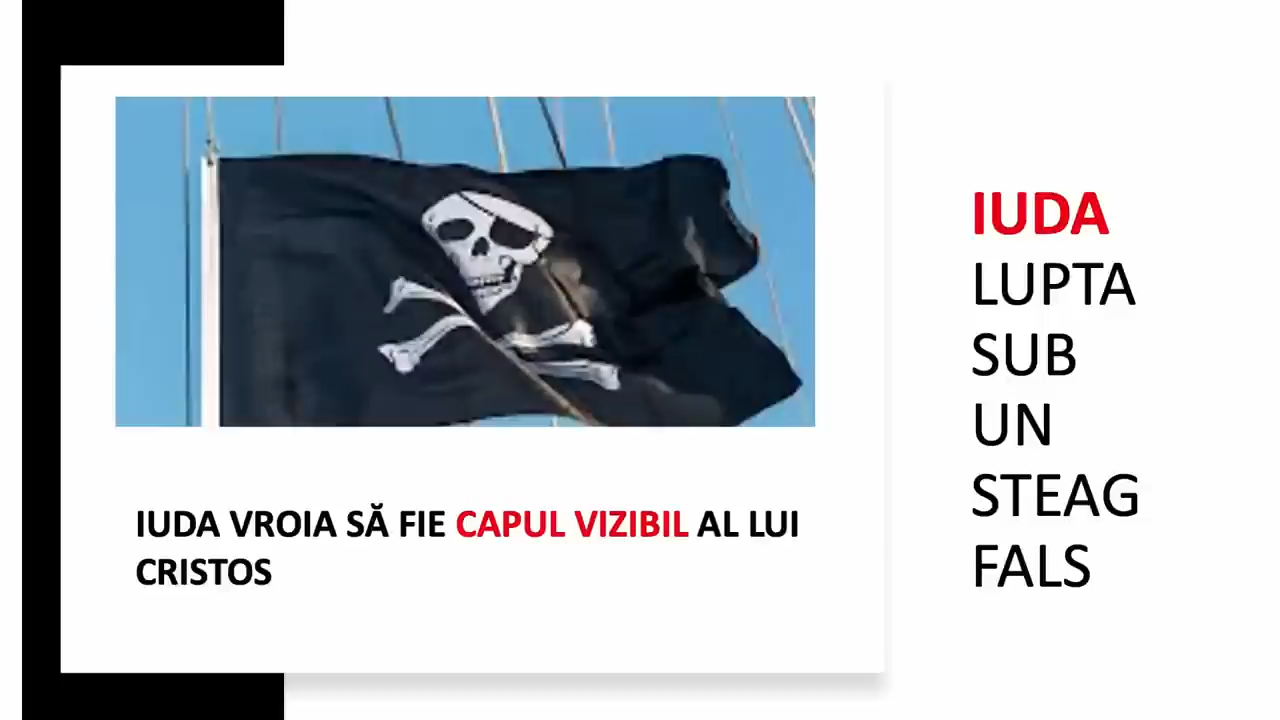 IUDA VROIA SĂ FIE CAPUL VIZIBIL AL LUI
CRISTOS
IUDA
LUPTA
SUB
UN
STEAG
FALS